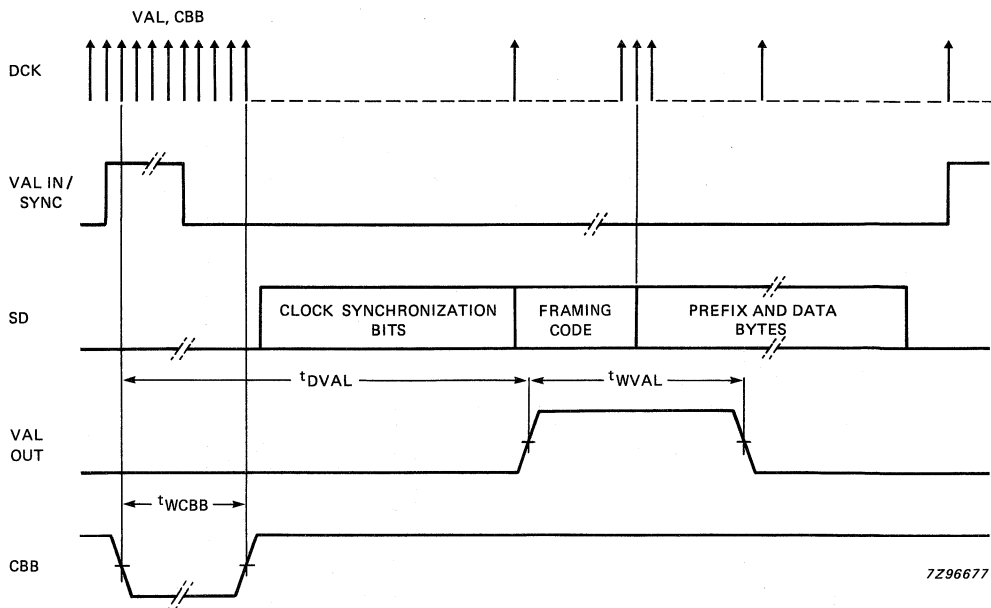 VAL, CBB
DCK
VAL IN/
SYNC
SD
CLOCK SYNCHRONIZATION
BITS
FRAMING
CODE
PREFIX AND DATA
BYTES
tDVAL
tWVAL
VAL
OUT
tWCBB
CBB
7Z96677